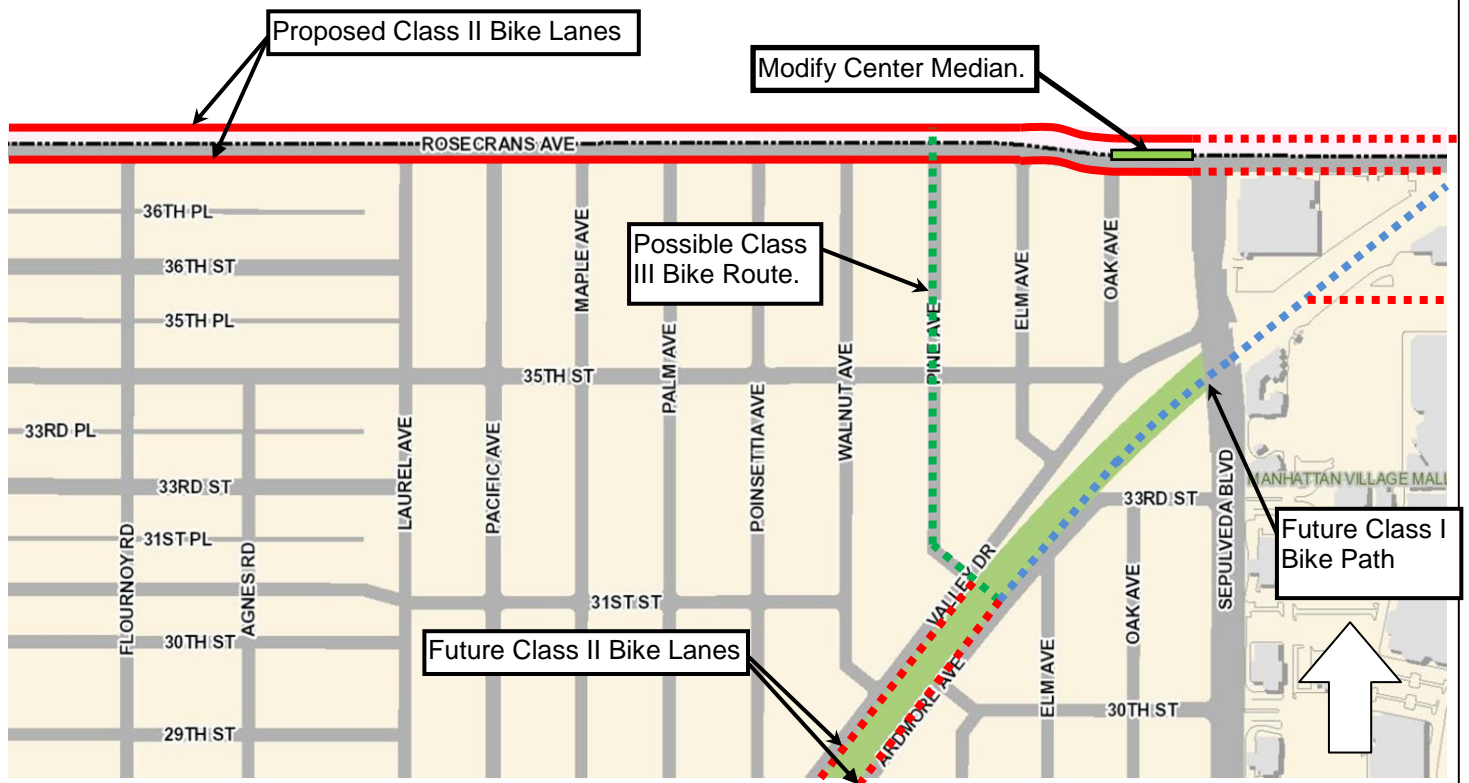 Proposed Class II Bike Lanes
Modify Center Median.
ROSECRANS AVE
36TH PL
36TH ST
35TH PL
35TH ST
33RD PL
33RD ST
31ST PL
31ST ST
30TH ST
29TH ST
FLOURNOY RD
AGNES RD
LAUREL AVE
PACIFIC AVE
MAPLE AVE
PALM AVE
POINSETTIA AVE
WALNUT AVE
Possible Class
III Bike Route.
PINE AVE
ELM AVE
OAK AVE
VALLEY DR
ARDMORE AVE
Future Class II Bike Lanes
33RD ST
ELM AVE
OAK AVE
30TH ST
SEPULVEDA BLVD
MANHATTAN VILLAGE MALL
Future Class I
Bike Path